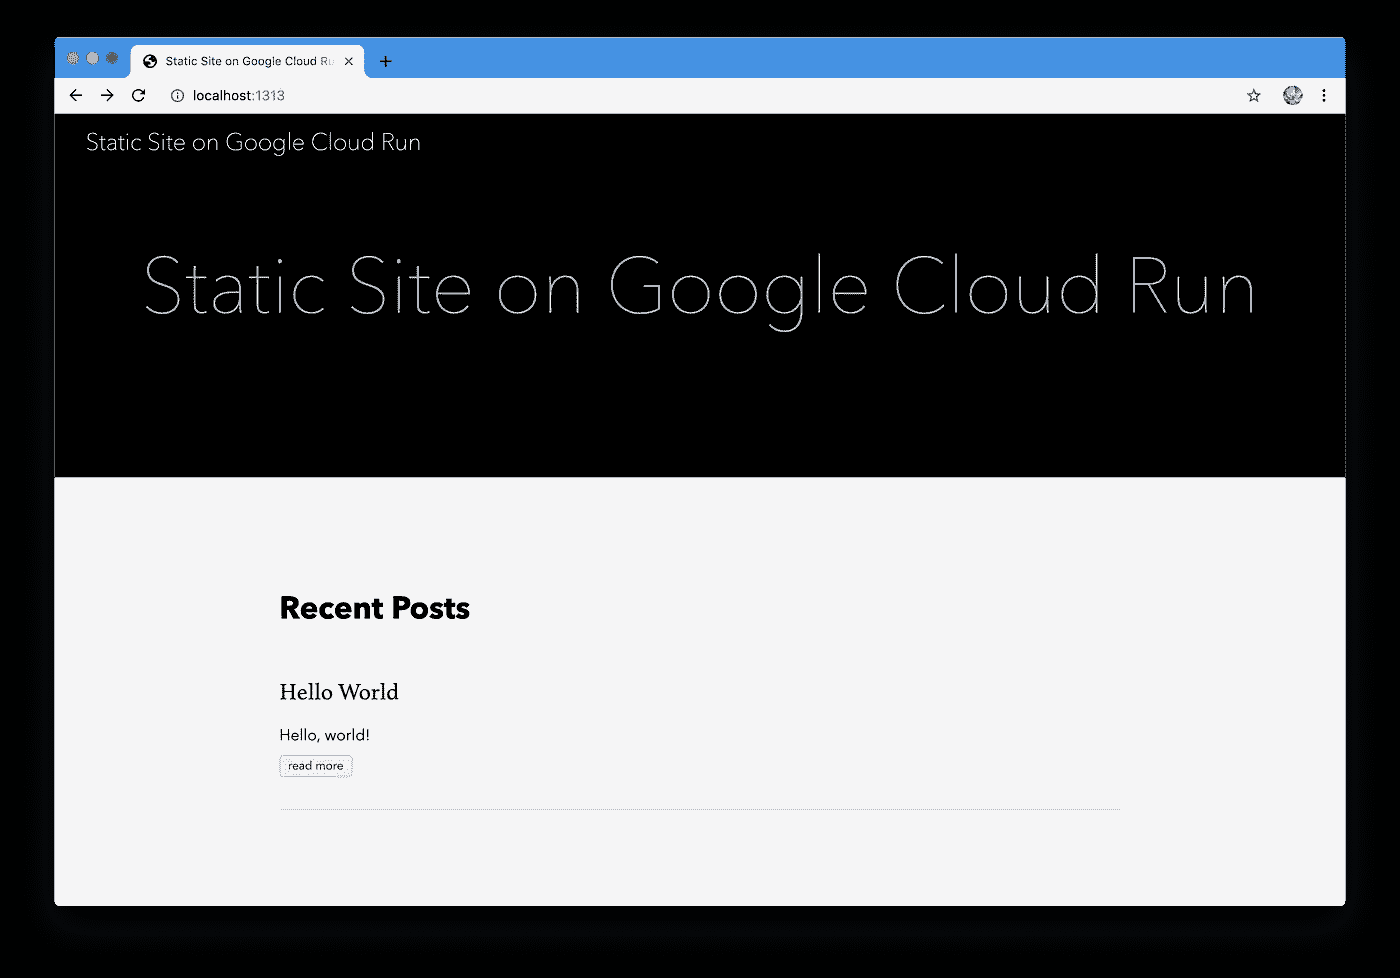 Static Site on Google Cloud Ru
localhost:1313
Static Site on Google Cloud Run
Static Site on Google Cloud Run
Recent Posts
Hello World
Hello, world!
read more